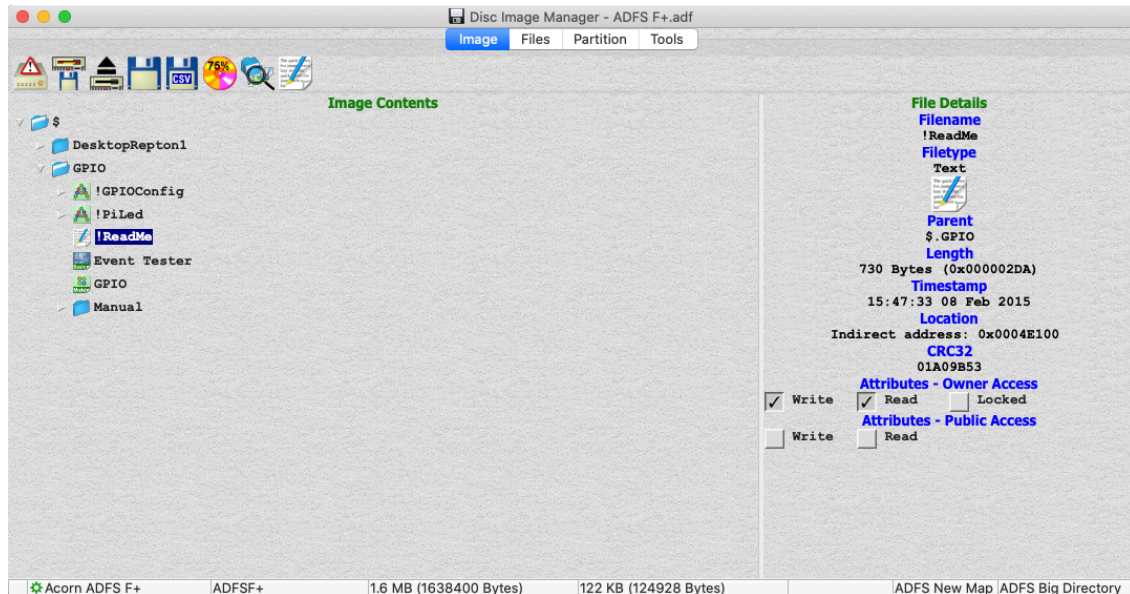 Disc Image Manager - ADFS F+.adf
Image Files Partition Tools
CSV 75%
Image Contents
$
DesktopRepton1
GPIO
!GPIOConfig
!PiLed
!ReadMe
Event Tester
GPIO
Manual
File Details
Filename
!ReadMe
Filetype
Text
Parent
$.GPIO
Length
730 Bytes (0x000002DA)
Timestamp
15:47:33 08 Feb 2015
Location
Indirect address: 0x0004E100
CRC32
01A09B53
Attributes - Owner Access
Write Read Locked
Attributes - Public Access
Write Read
Acorn ADFS F+ ADFSF+ 1.6 MB (1638400 Bytes) 122 KB (124928 Bytes) ADFS New Map ADFS Big Directory